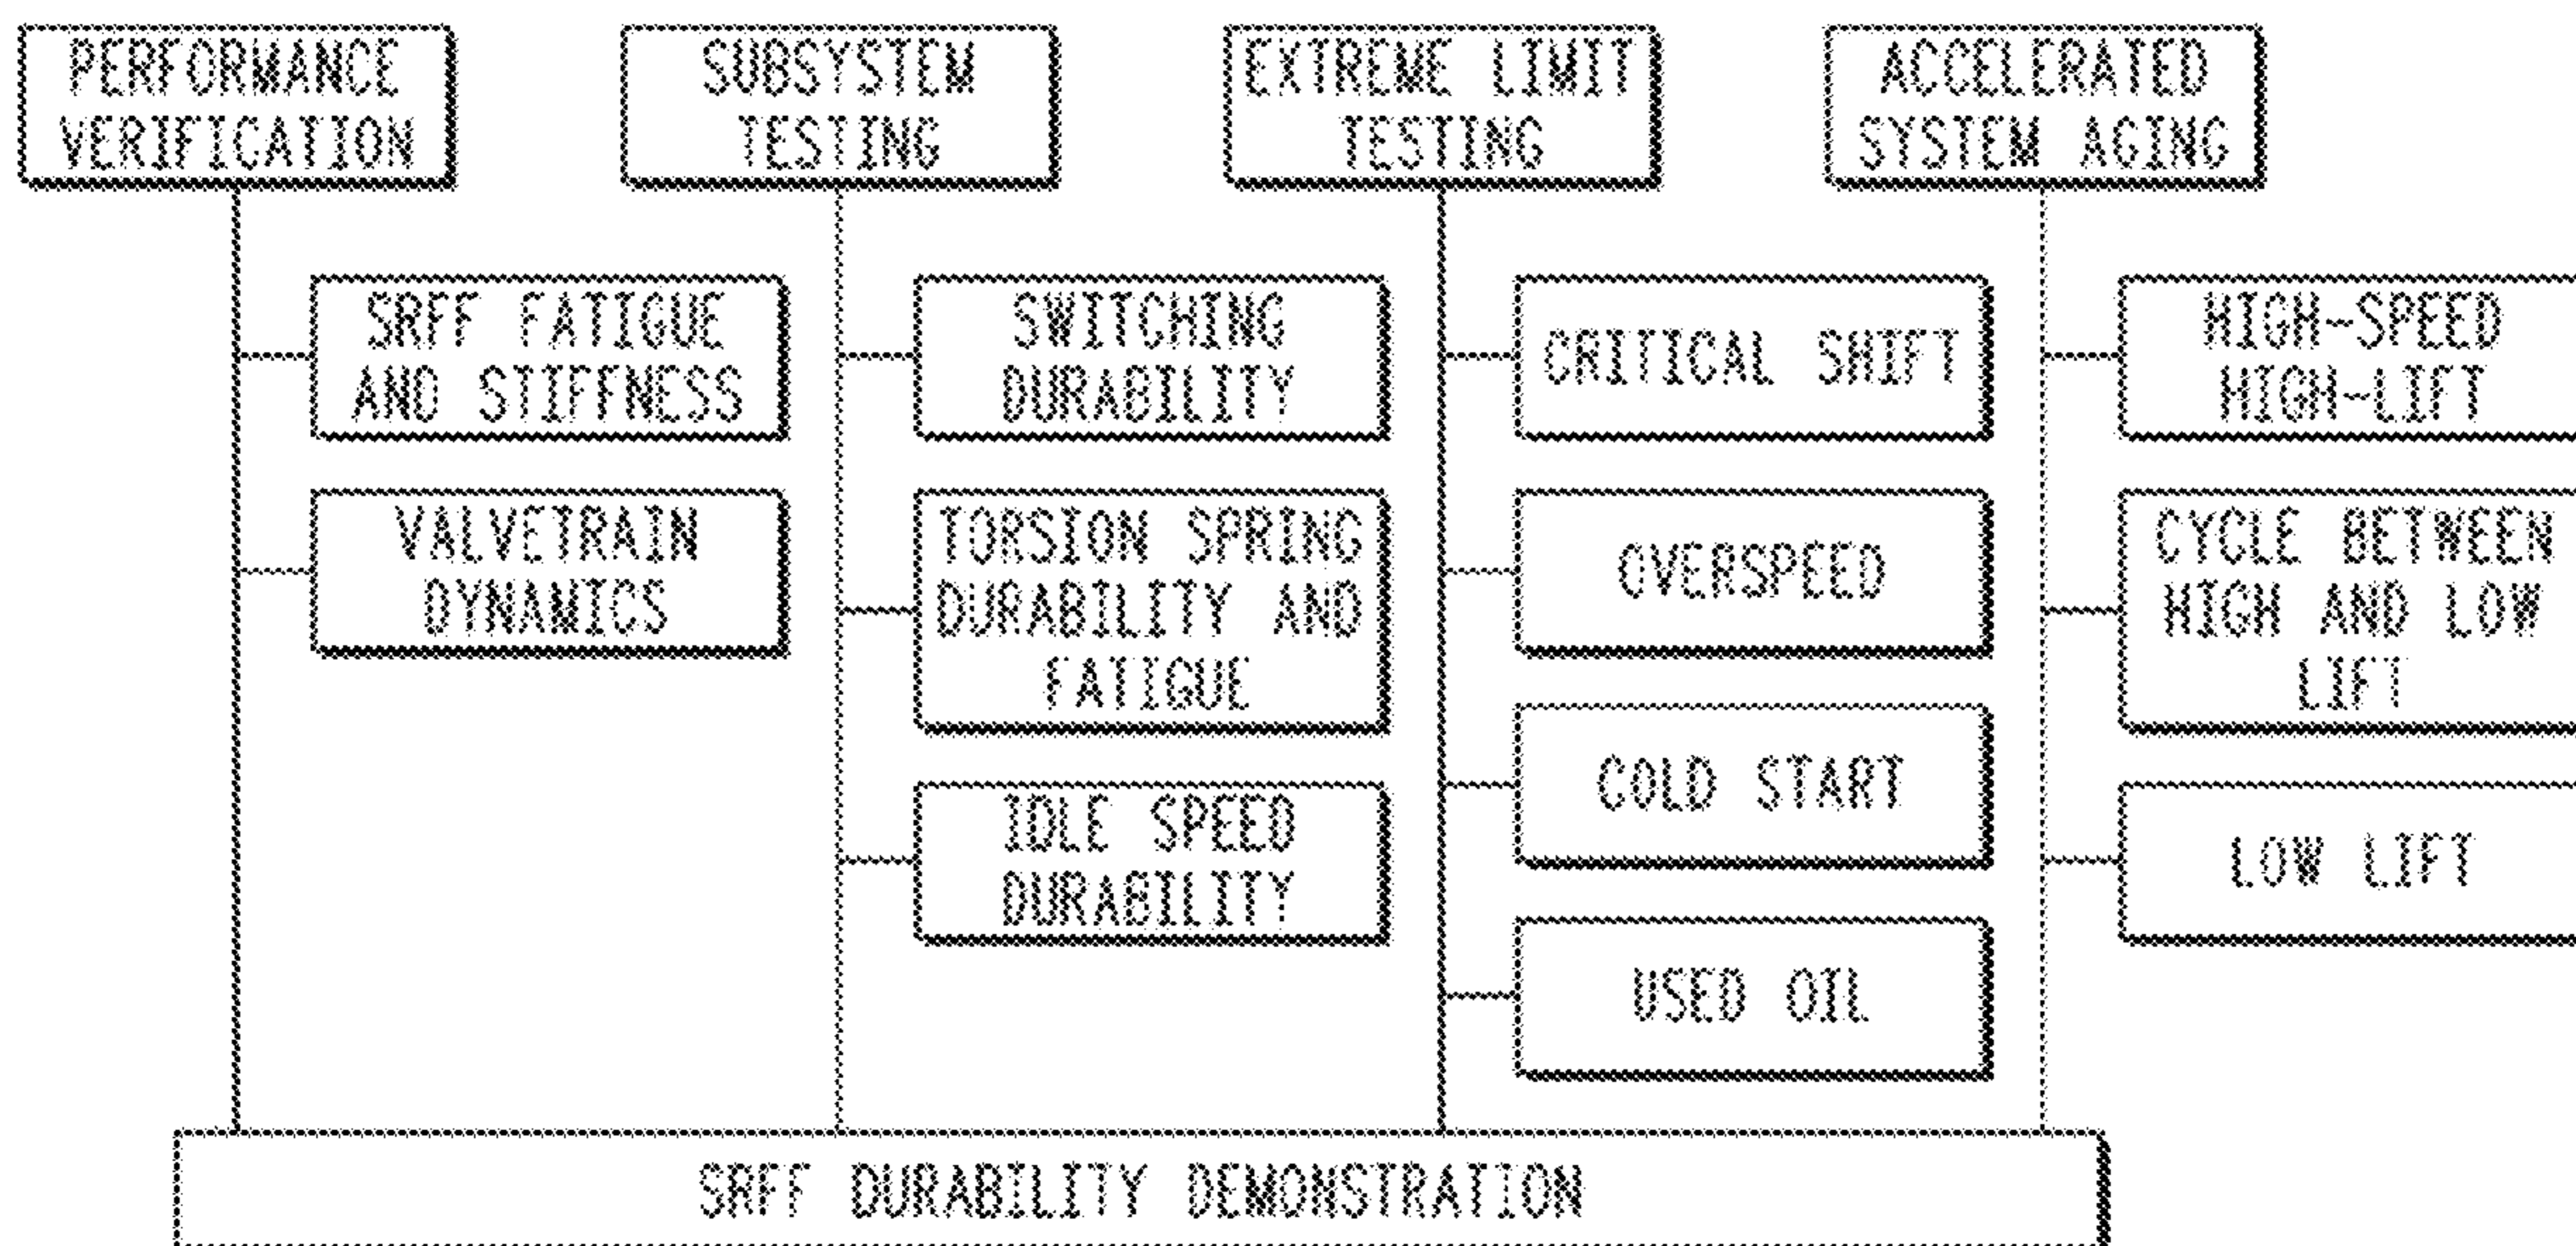 PERFORMANCE
VERIFICATION
SUBSYSTEM
TESTING
EXTREME LIMIT
TESTING
ACCELERATED
SYSTEM AGING
SRFF FATIGUE
AND STIFFNESS
VALVETRAIN
DYNAMICS
SWITCHING
DURABILITY
TORSION SPRING
DURABILITY AND
FATIGUE
IDLE SPEED
DURABILITY
CRITICAL SHIFT
OVERSPEED
COLD START
USED OIL
HIGH-SPEED
HIGH-LIFT
CYCLE BETWEEN
HIGH AND LOW
LIFT
LOW LIFT
SRFF DURABILITY DEMONSTRATION